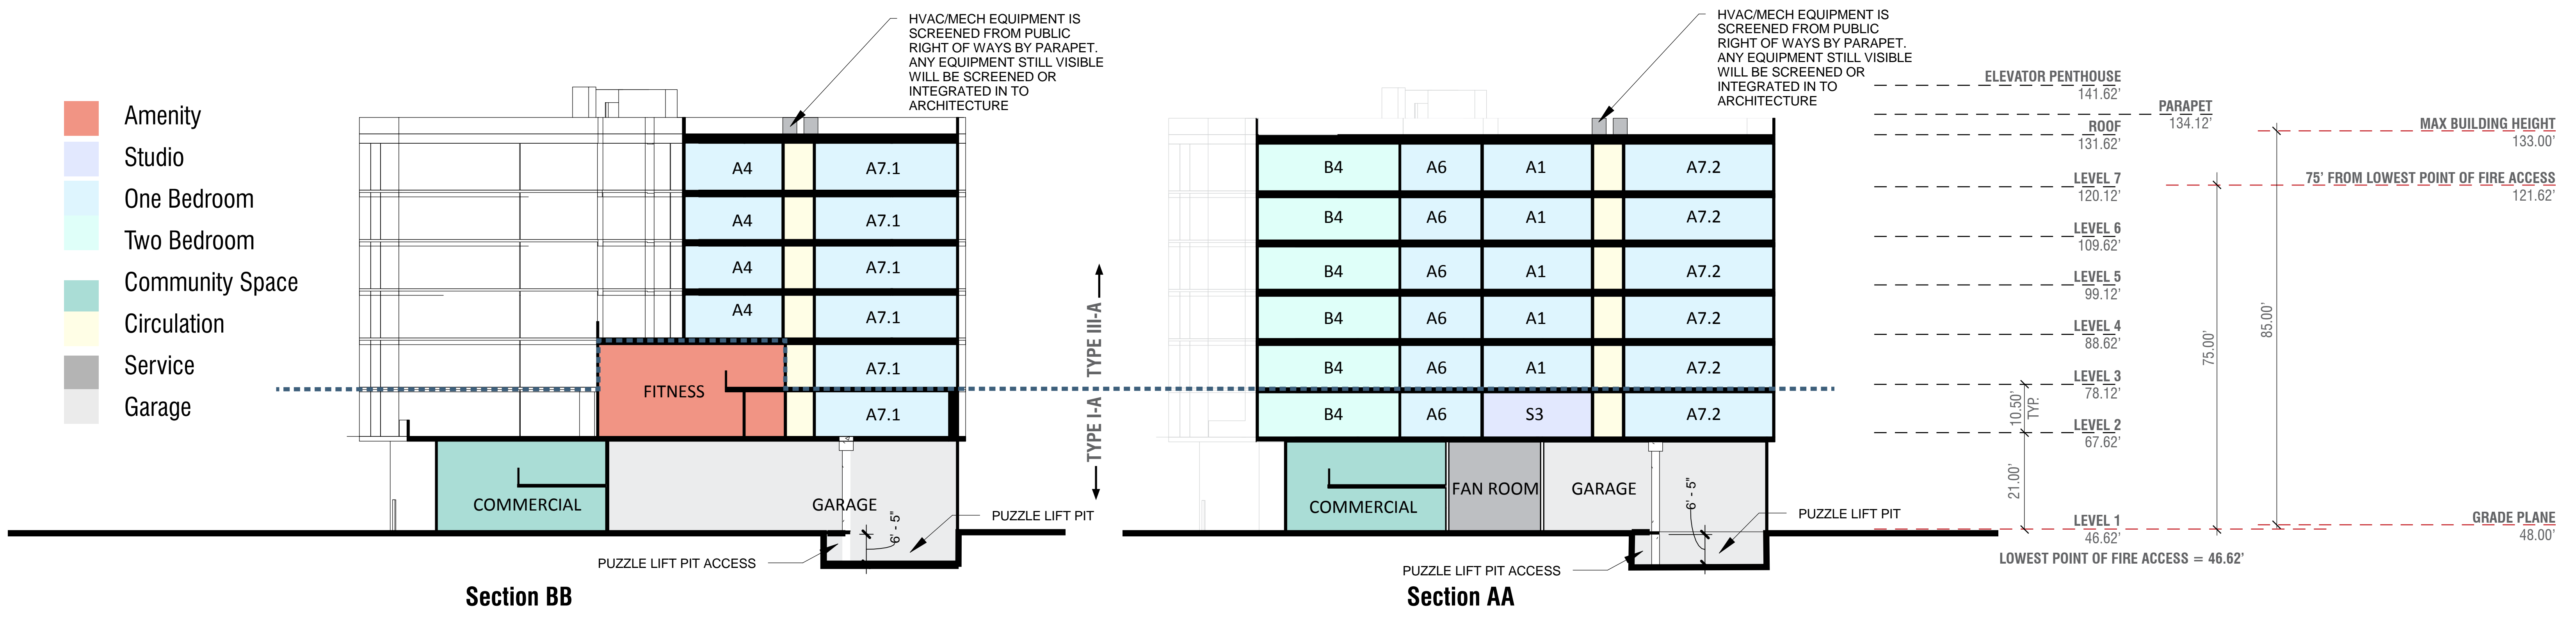 Amenity
Studio
One Bedroom
Two Bedroom
Community Space
Circulation
Service
Garage
HVAC/MECH EQUIPMENT IS
SCREENED FROM PUBLIC
RIGHT OF WAYS BY PARAPET.
ANY EQUIPMENT STILL VISIBLE
WILL BE SCREENED OR
INTEGRATED IN TO
ARCHITECTURE
A4 A7.1
A4 A7.1
A4 A7.1
A4 A7.1
A7.1
FITNESS
A7.1
COMMERCIAL
GARAGE
6' - 5"
PUZZLE LIFT PIT
PUZZLE LIFT PIT ACCESS
Section BB
TYPE I-A TYPE III-A
HVAC/MECH EQUIPMENT IS
SCREENED FROM PUBLIC
RIGHT OF WAYS BY PARAPET.
ANY EQUIPMENT STILL VISIBLE
WILL BE SCREENED OR
INTEGRATED IN TO
ARCHITECTURE
B4 A6 A1 A7.2
B4 A6 A1 A7.2
B4 A6 A1 A7.2
B4 A6 A1 A7.2
B4 A6 A1 A7.2
B4 A6 S3 A7.2
COMMERCIAL
FAN ROOM
GARAGE
6' - 5"
PUZZLE LIFT PIT
PUZZLE LIFT PIT ACCESS
Section AA
ELEVATOR PENTHOUSE
141.62'
PARAPET
134.12'
ROOF
131.62'
MAX BUILDING HEIGHT
133.00'
LEVEL 7
120.12'
75' FROM LOWEST POINT OF FIRE ACCESS
121.62'
LEVEL 6
109.62'
LEVEL 5
99.12'
LEVEL 4
88.62'
LEVEL 3
78.12'
LEVEL 2
67.62'
LEVEL 1
46.62'
10.50'
TYP.
21.00'
75.00'
85.00'
GRADE PLANE
48.00'
LOWEST POINT OF FIRE ACCESS = 46.62'